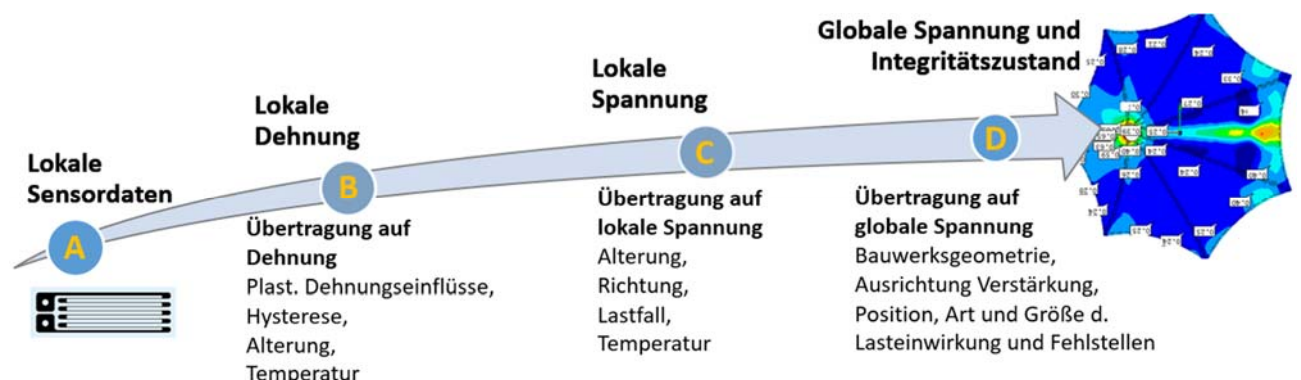 Lokale
Sensordaten
A
Lokale
Dehnung
B
Übertragung auf
Dehnung
Plast. Dehnungseinflüsse,
Hysterese,
Alterung,
Temperatur
Lokale
Spannung
C
Übertragung auf
lokale Spannung
Alterung,
Richtung,
Lastfall,
Temperatur
Globale Spannung und
Integritätszustand
D
Übertragung auf
globale Spannung
Bauwerksgeometrie,
Ausrichtung Verstärkung,
Position, Art und Größe d.
Lasteinwirkung und Fehlstellen